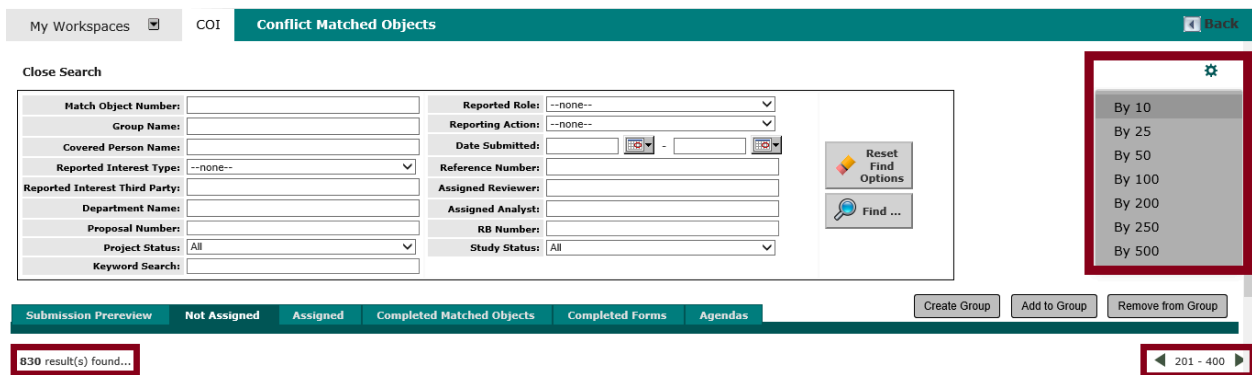 My Workspaces COI Conflict Matched Objects Back
Close Search
Match Object Number: Reported Role: --none--
Group Name: Reporting Action: --none--
Covered Person Name: Date Submitted: -
Reported Interest Type: --none-- Reference Number:
Reported Interest Third Party: Assigned Reviewer:
Department Name: Assigned Analyst:
Proposal Number: RB Number:
Project Status: All Study Status: All
Keyword Search:
Reset
Find
Options
Find ...
By 10
By 25
By 50
By 100
By 200
By 250
By 500
Create Group Add to Group Remove from Group
Submission Prereview Not Assigned Assigned Completed Matched Objects Completed Forms Agendas
830 result(s) found... 201 - 400